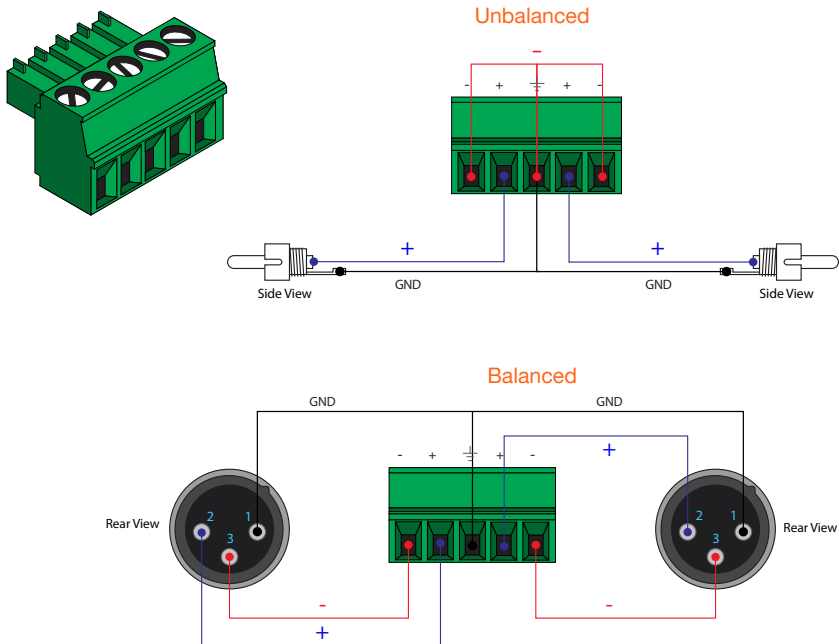 Unbalanced
-
- + + -
+ +
GND GND
Side View Side View
Balanced
GND GND
- + + -
+
Rear View 2 1 3
2 1 3 Rear View
- -
+